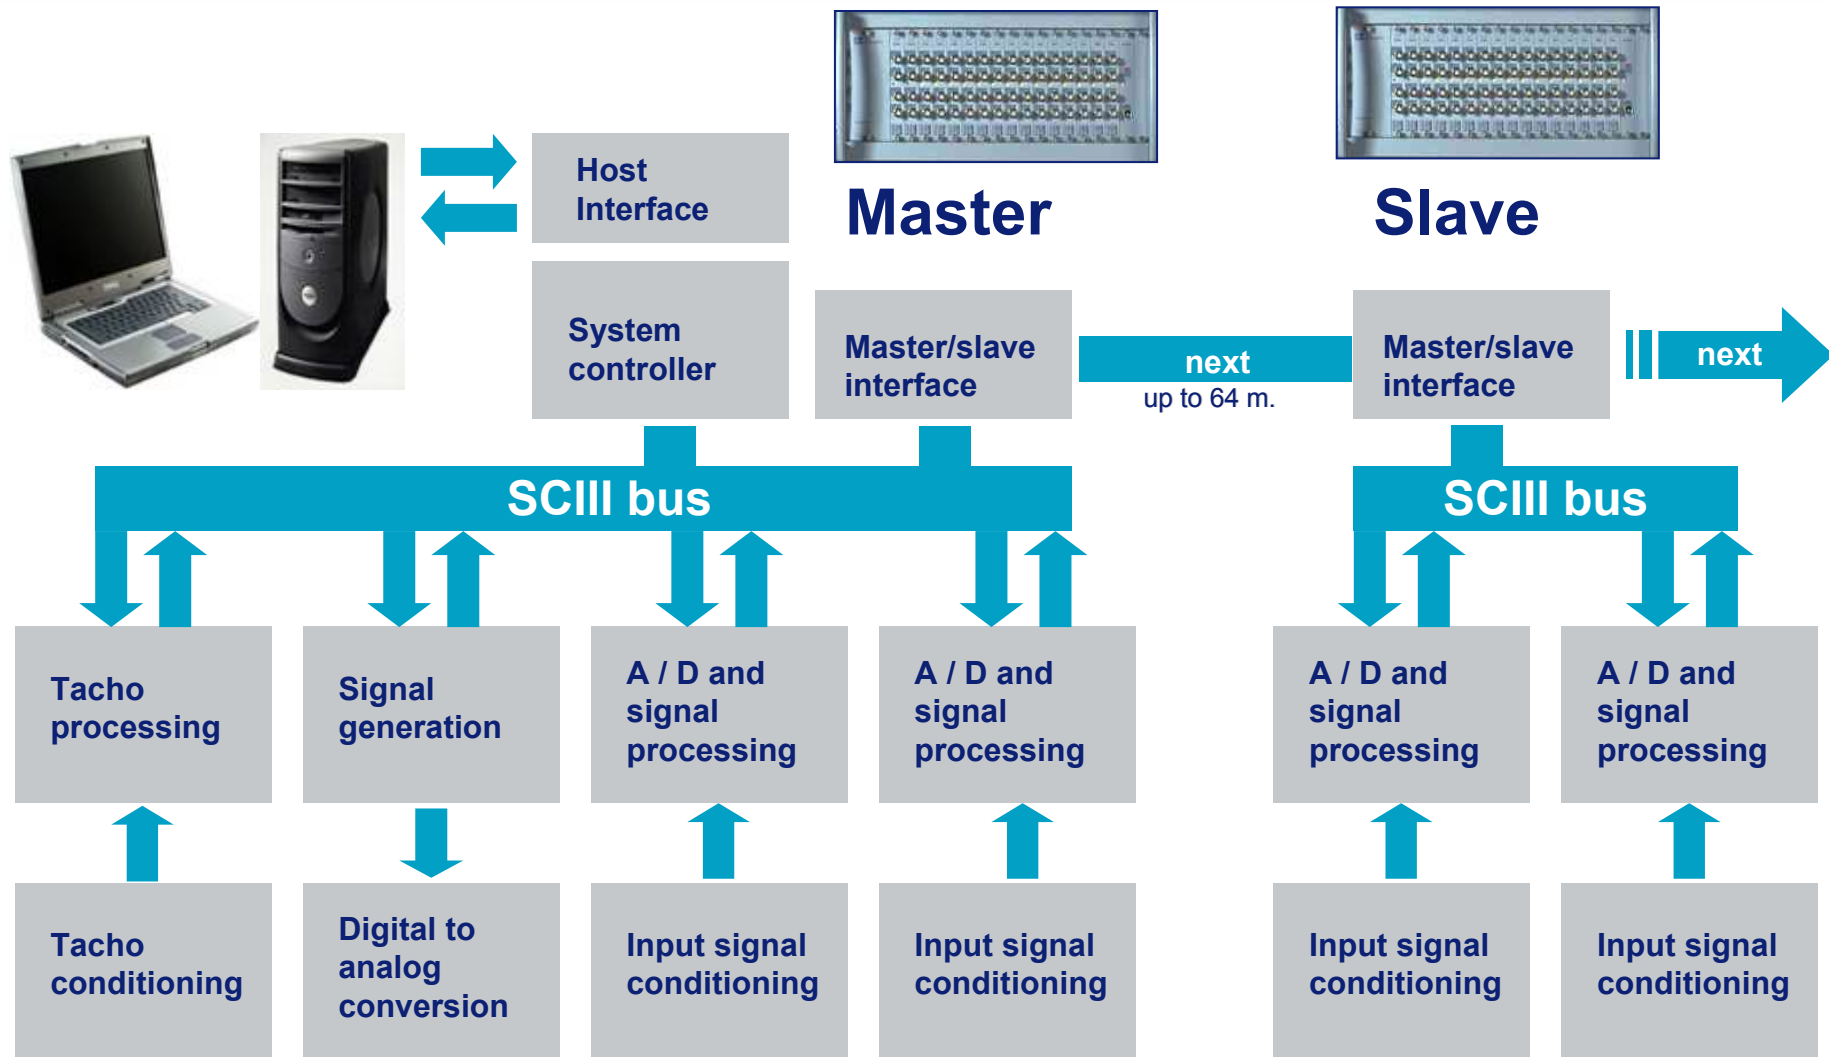 Host
Interface
Master
Slave
System
controller
Master/slave
interface
next
up to 64 m.
Master/slave
interface
next
SCIII bus
SCIII bus
Tacho
processing
Signal
generation
A / D and
signal
processing
A / D and
signal
processing
A / D and
signal
processing
A / D and
signal
processing
Tacho
conditioning
Digital to
analog
conversion
Input signal
conditioning
Input signal
conditioning
Input signal
conditioning
Input signal
conditioning